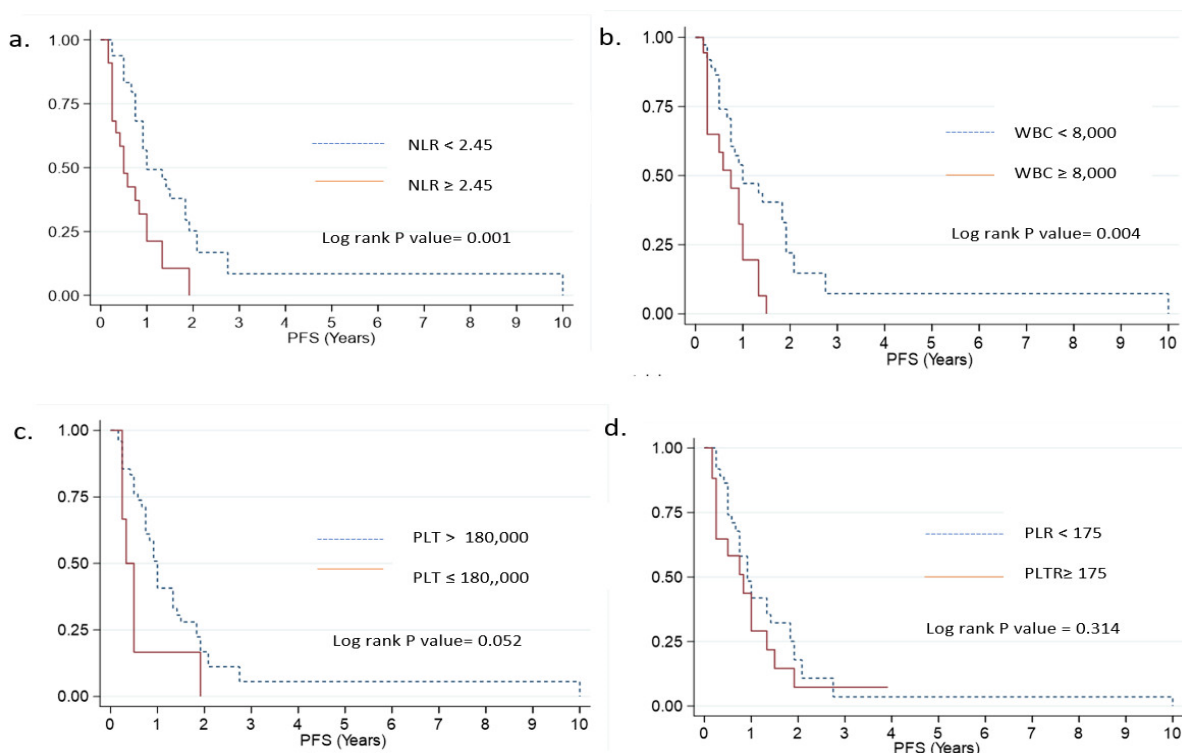 a.
1.00
0.75
0.50
0.25
0.00
0 1 2 3 4 5 6 7 8 9 10
PFS (Years)
NLR < 2.45
NLR ≥ 2.45
Log rank P value= 0.001
b.
1.00
0.75
0.50
0.25
0.00
0 1 2 3 4 5 6 7 8 9 10
PFS (Years)
WBC < 8,000
WBC ≥ 8,000
Log rank P value= 0.004
c.
1.00
0.75
0.50
0.25
0.00
0 1 2 3 4 5 6 7 8 9 10
PFS (Years)
PLT > 180,000
PLT ≤ 180,,000
Log rank P value= 0.052
d.
1.00
0.75
0.50
0.25
0.00
0 1 2 3 4 5 6 7 8 9 10
PFS (Years)
PLR < 175
PLTR≥ 175
Log rank P value = 0.314